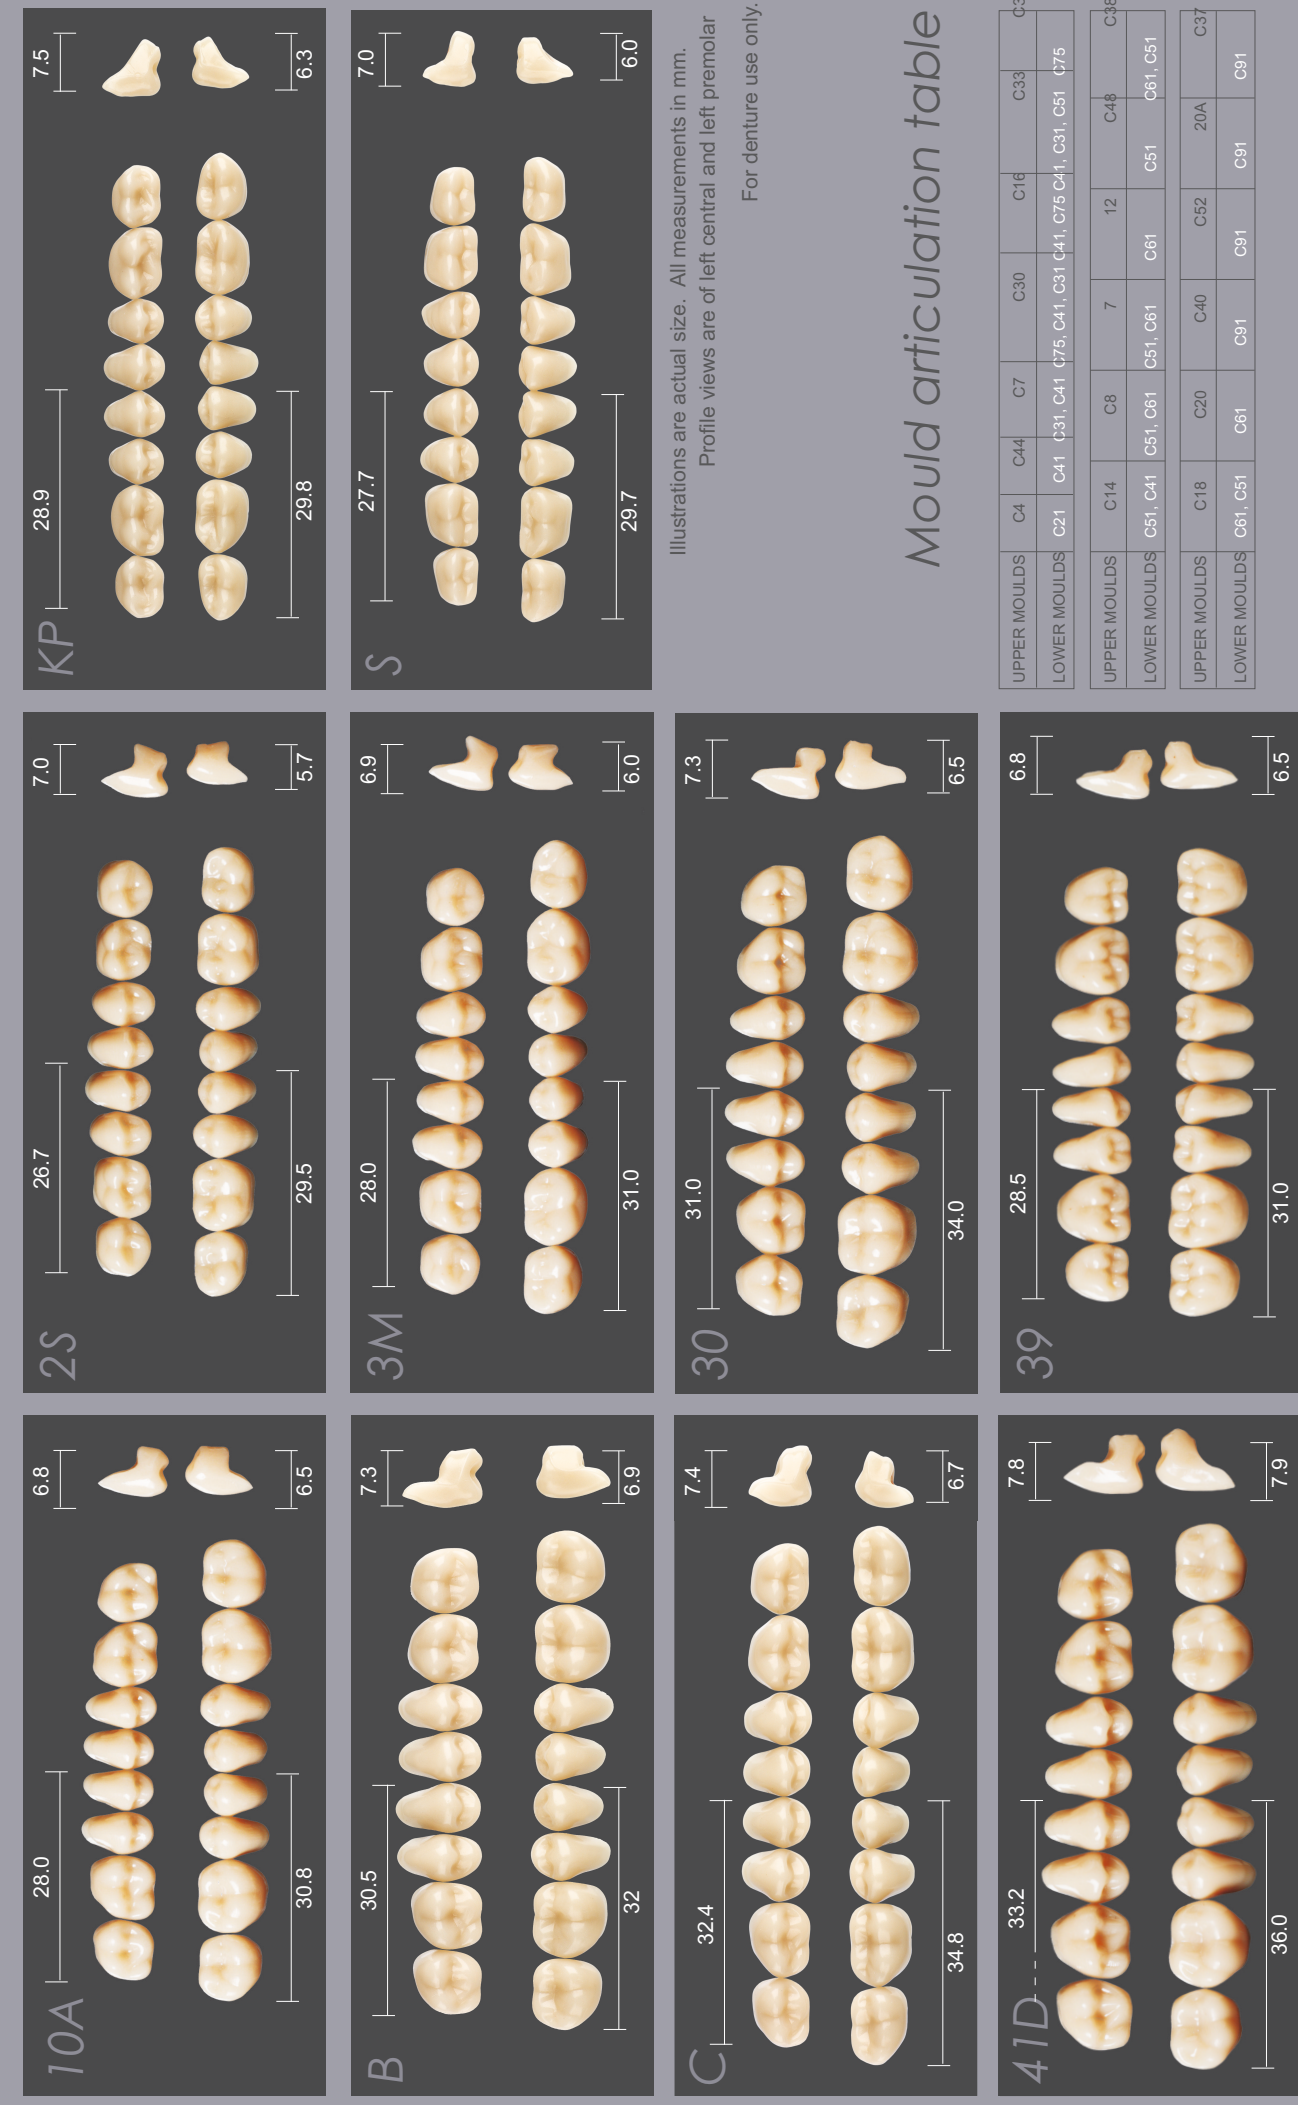 10A
28.0
6.8
30.8
6.5
2S
26.7
7.0
29.5
5.7
KP
28.9
7.5
29.8
6.3
B
30.5
7.3
32
6.9
3M
28.0
6.9
31.0
6.0
S
27.7
7.0
29.7
6.0
C
32.4
7.4
34.8
6.7
30
31.0
7.3
34.0
6.5
Illustrations are actual size. All measurements in mm.
Profile views are of left central and left premolar
For denture use only.
41D
33.2
7.8
36.0
7.9
39
28.5
6.8
31.0
6.5
Mould articulation table
UPPER MOULDS C4 C44 C7 C30 C16 C33
LOWER MOULDS C21 C41 C31, C41 C75, C41, C31 C41, C75 C41, C31, C51 C75
UPPER MOULDS C14 C8 7 12 C48 C38
LOWER MOULDS C51, C41 C51, C61 C51, C61 C61 C51 C61, C51
UPPER MOULDS C18 C20 C40 C52 20A C37
LOWER MOULDS C61, C51 C61 C91 C91 C91 C91